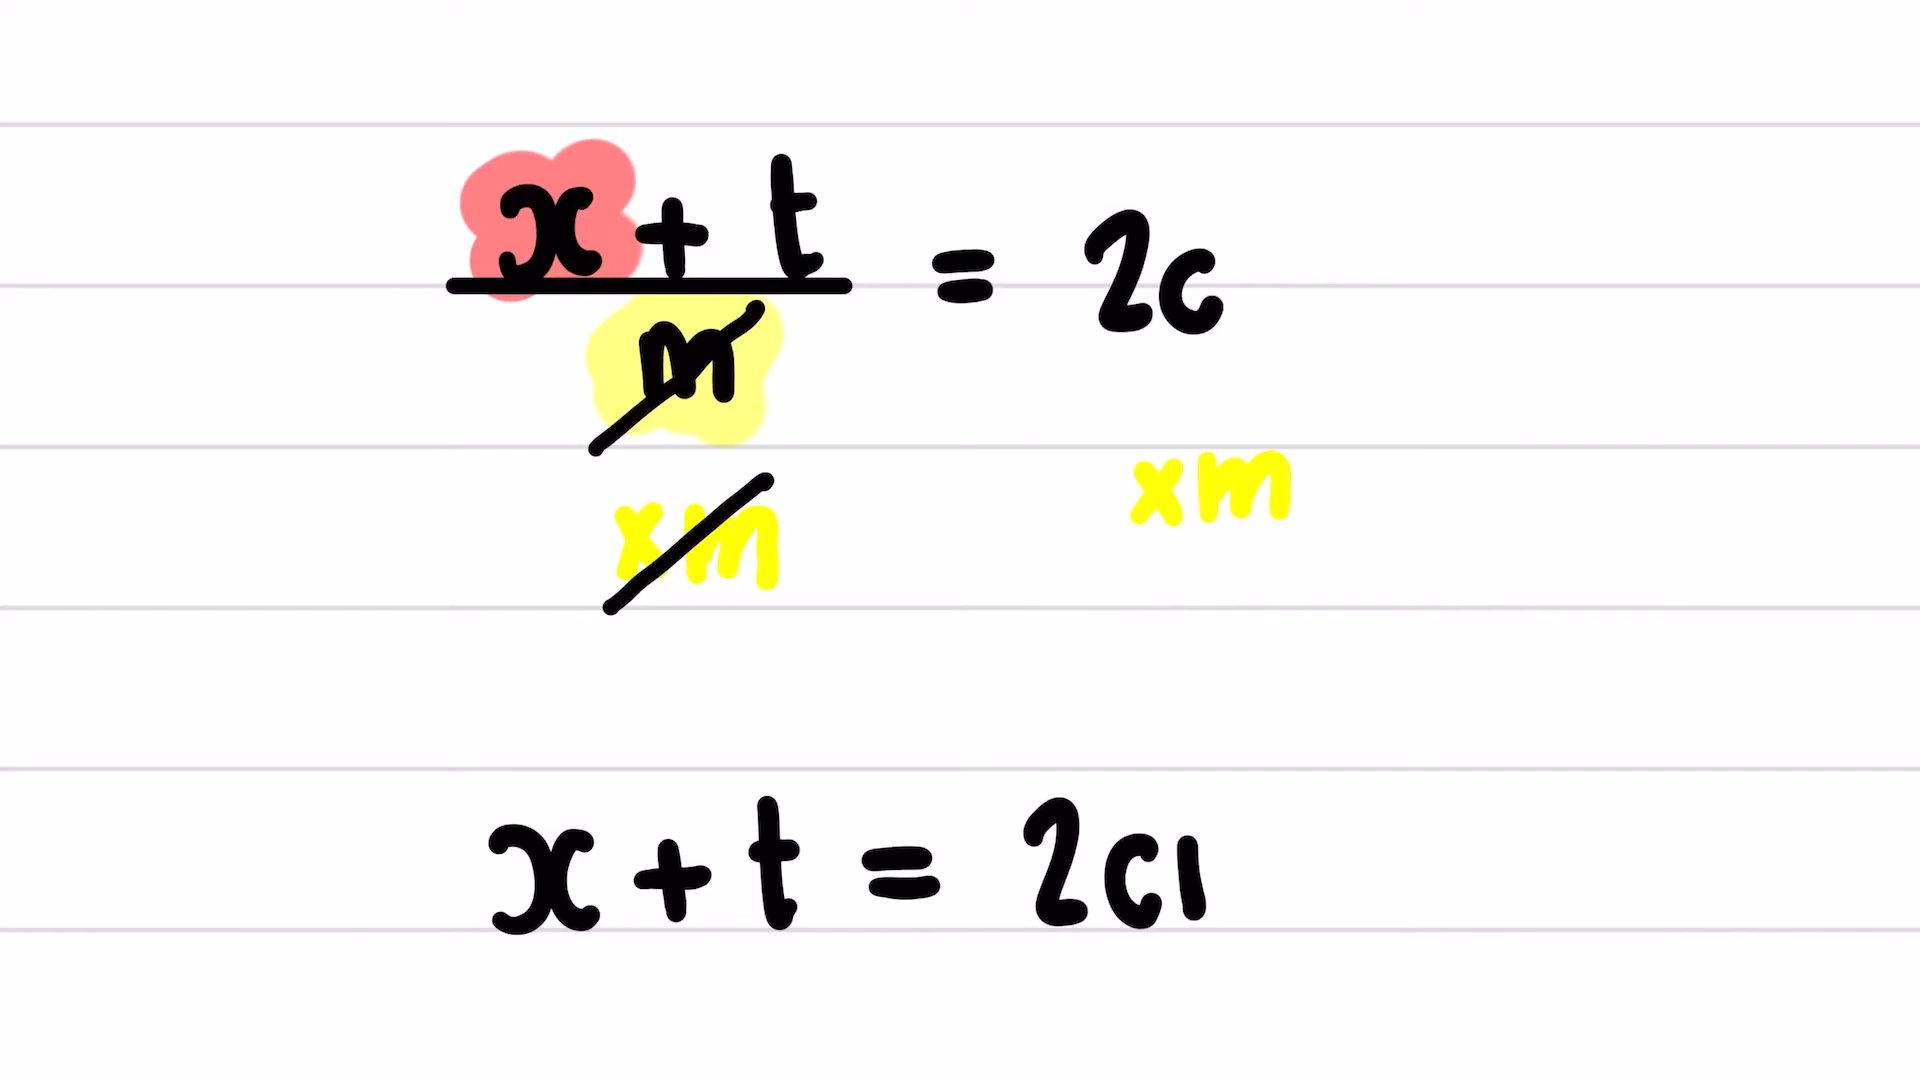 x + t = 2c
m
xm xm
x + t = 2c1